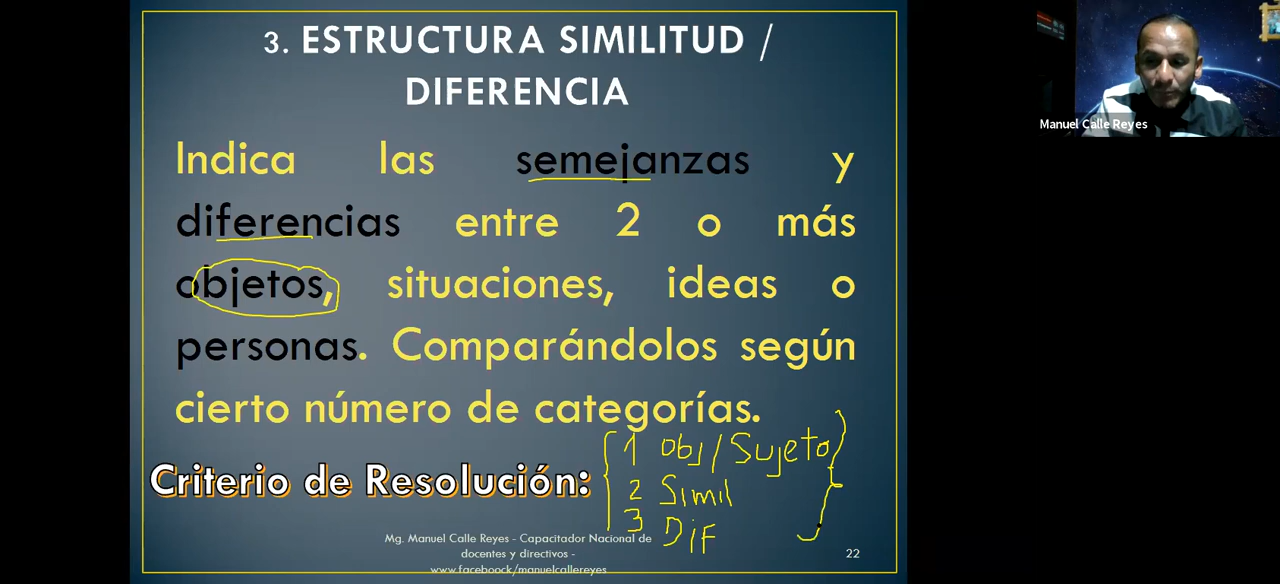 3. ESTRUCTURA SIMILITUD /
DIFERENCIA
Indica las semejanzas y
diferencias entre 2 o más
objetos, situaciones, ideas o
personas. Comparándolos según
cierto número de categorías.
Criterio de Resolución:
1 obj/Sujeto
2 Simil
3 DIF
Mg. Manuel Calle Reyes - Capacitador Nacional de
docentes y directivos -
www.faceboock/manuelcallereyes
22
Manuel Calle Reyes